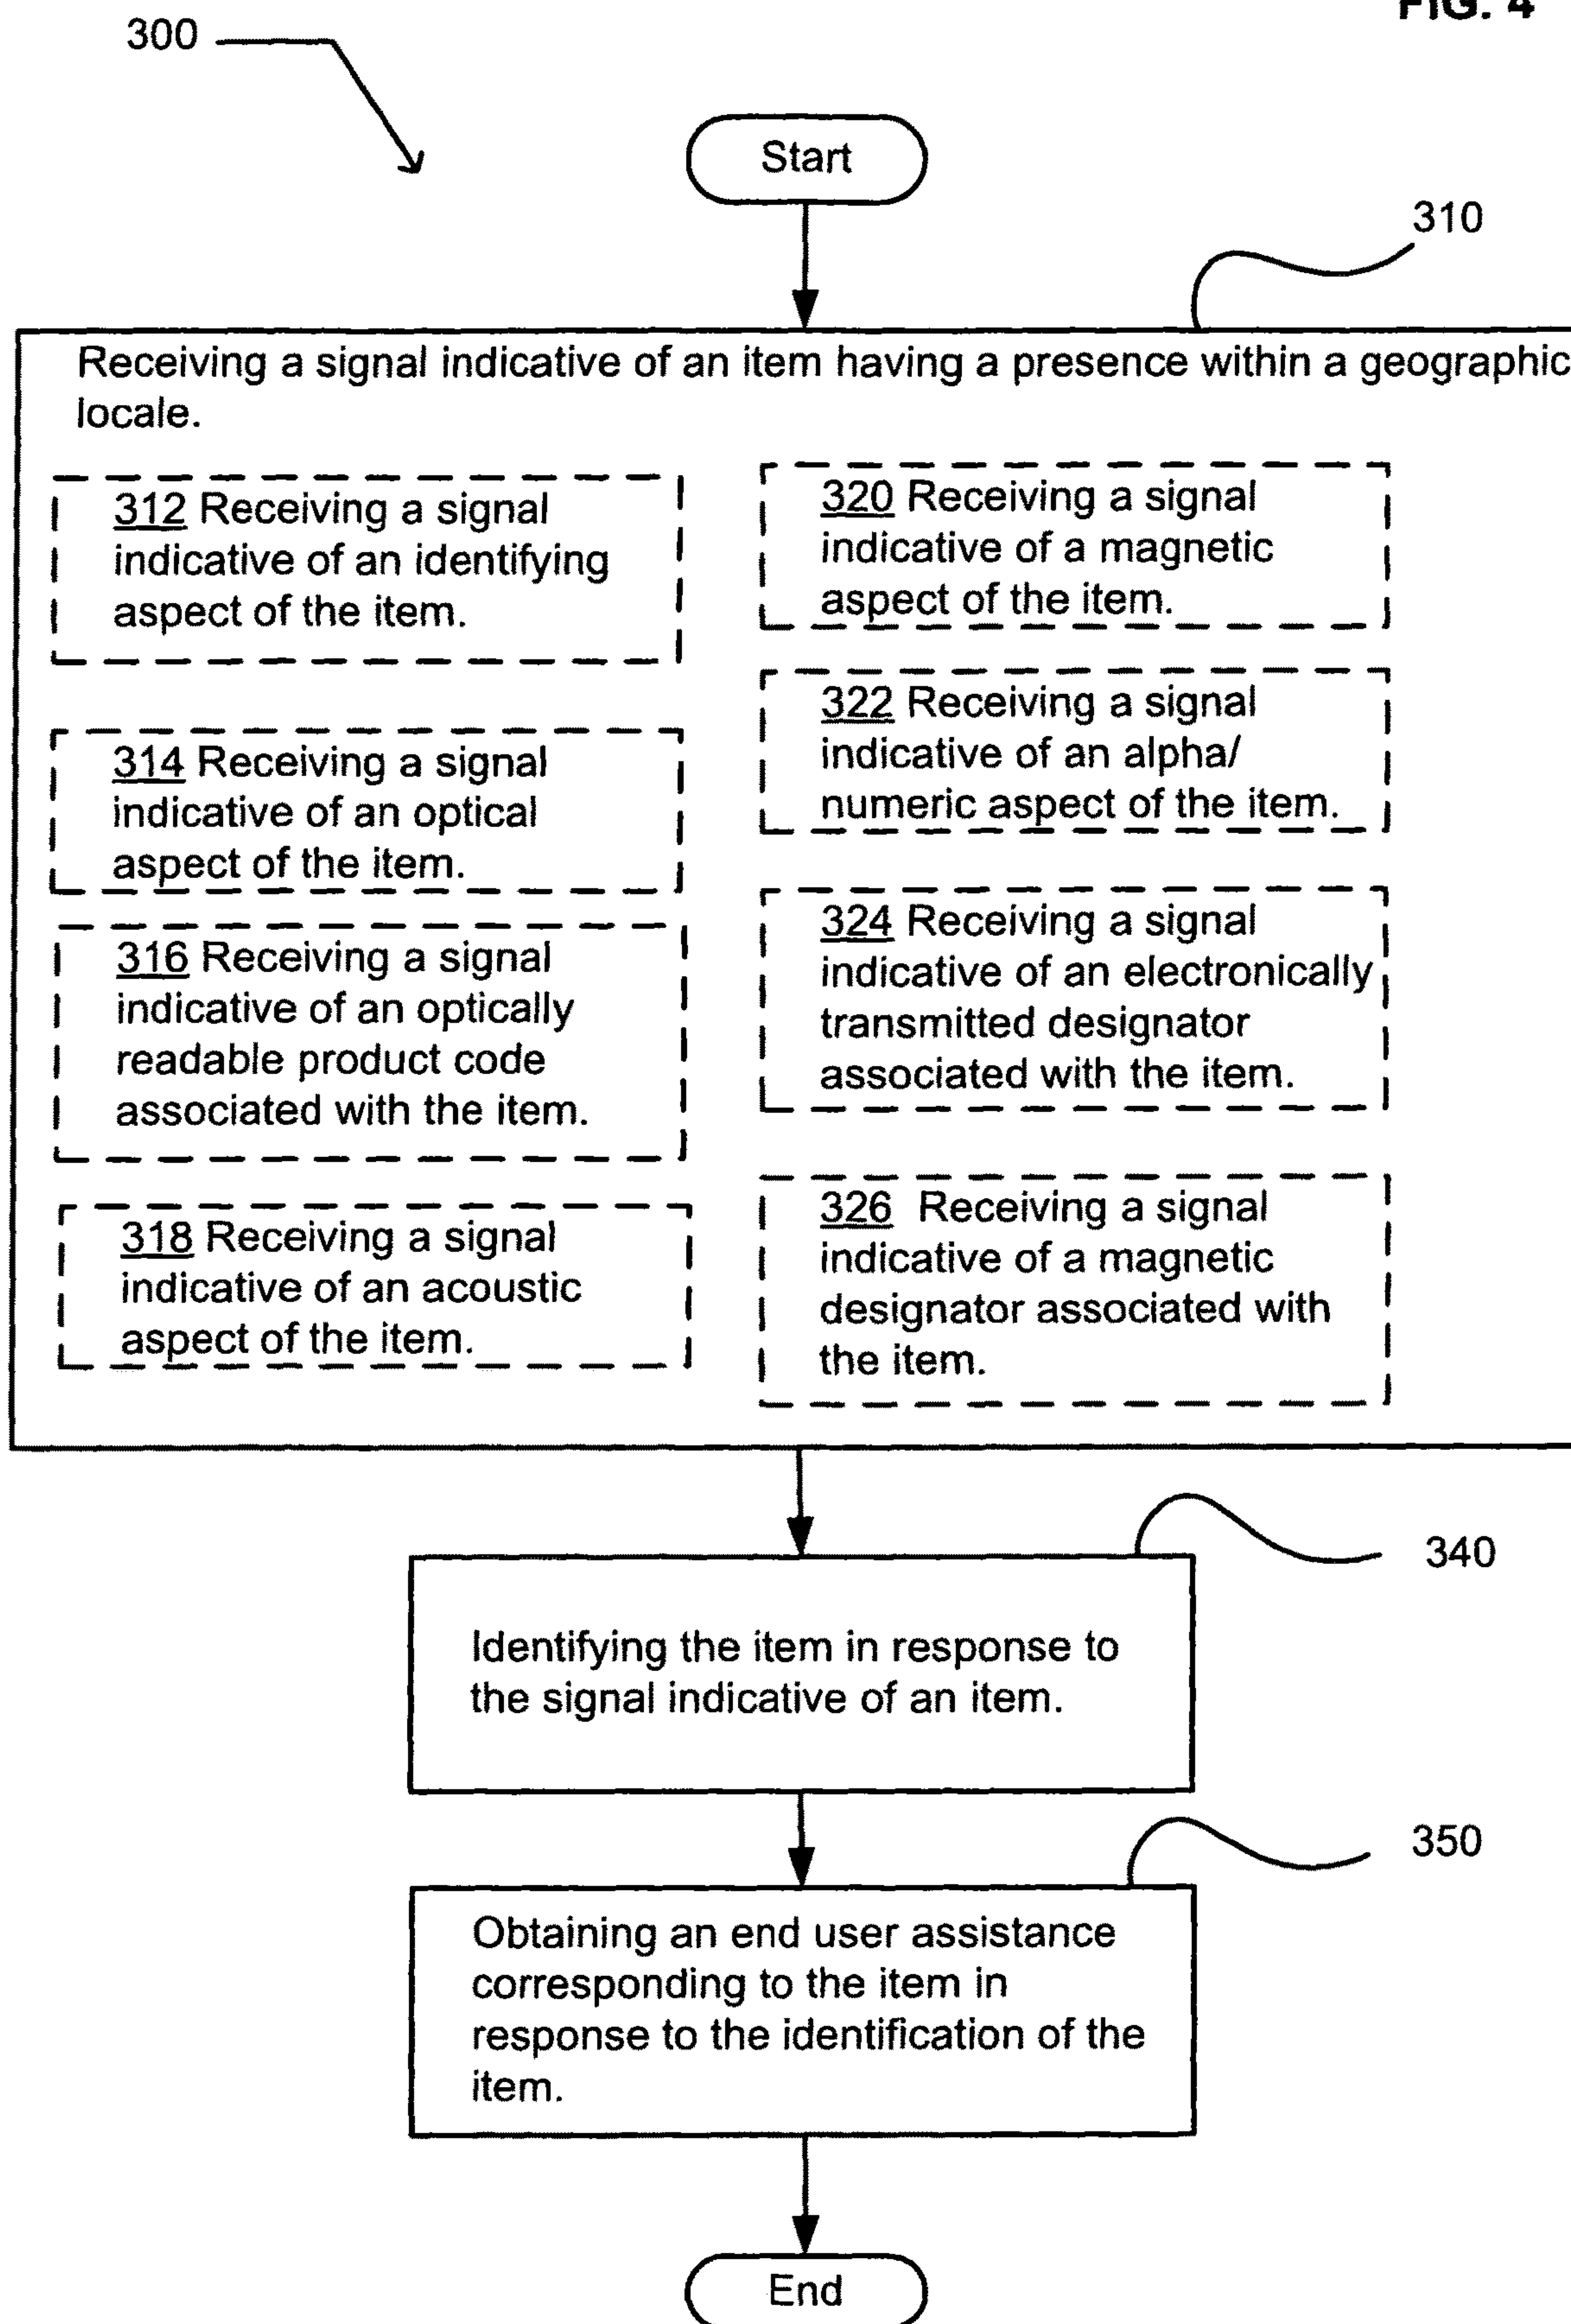 FIG. 4
300
Start
310
Receiving a signal indicative of an item having a presence within a geographic
locale.
312 Receiving a signal
indicative of an identifying
aspect of the item.
314 Receiving a signal
indicative of an optical
aspect of the item.
316 Receiving a signal
indicative of an optically
readable product code
associated with the item.
318 Receiving a signal
indicative of an acoustic
aspect of the item.
320 Receiving a signal
indicative of a magnetic
aspect of the item.
322 Receiving a signal
indicative of an alpha/
numeric aspect of the item.
324 Receiving a signal
indicative of an electronically
transmitted designator
associated with the item.
326 Receiving a signal
indicative of a magnetic
designator associated with
the item.
340
Identifying the item in response to
the signal indicative of an item.
350
Obtaining an end user assistance
corresponding to the item in
response to the identification of the
item.
End